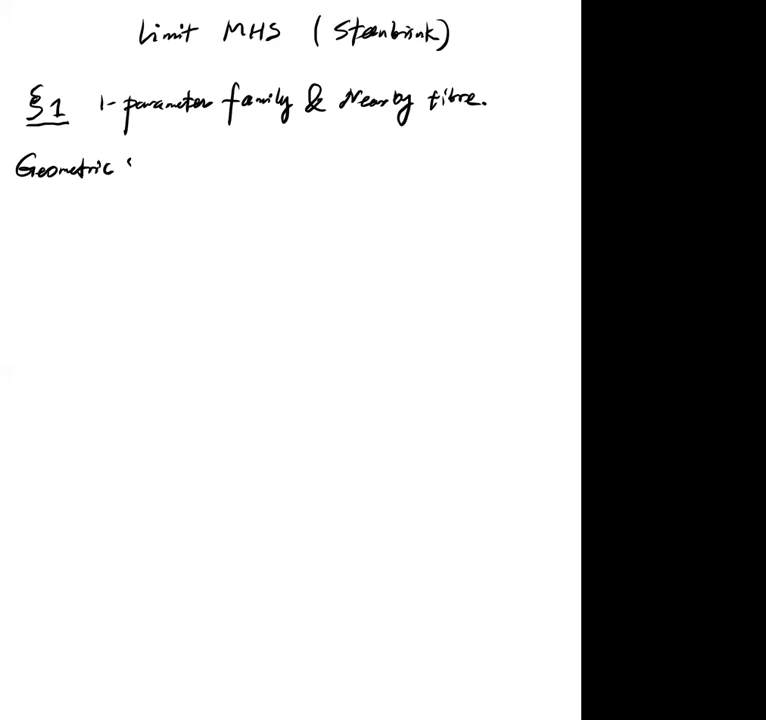 Limit MHS (Steenbrink)
§1 1-parameter family & Nearby fibre.
Geometric